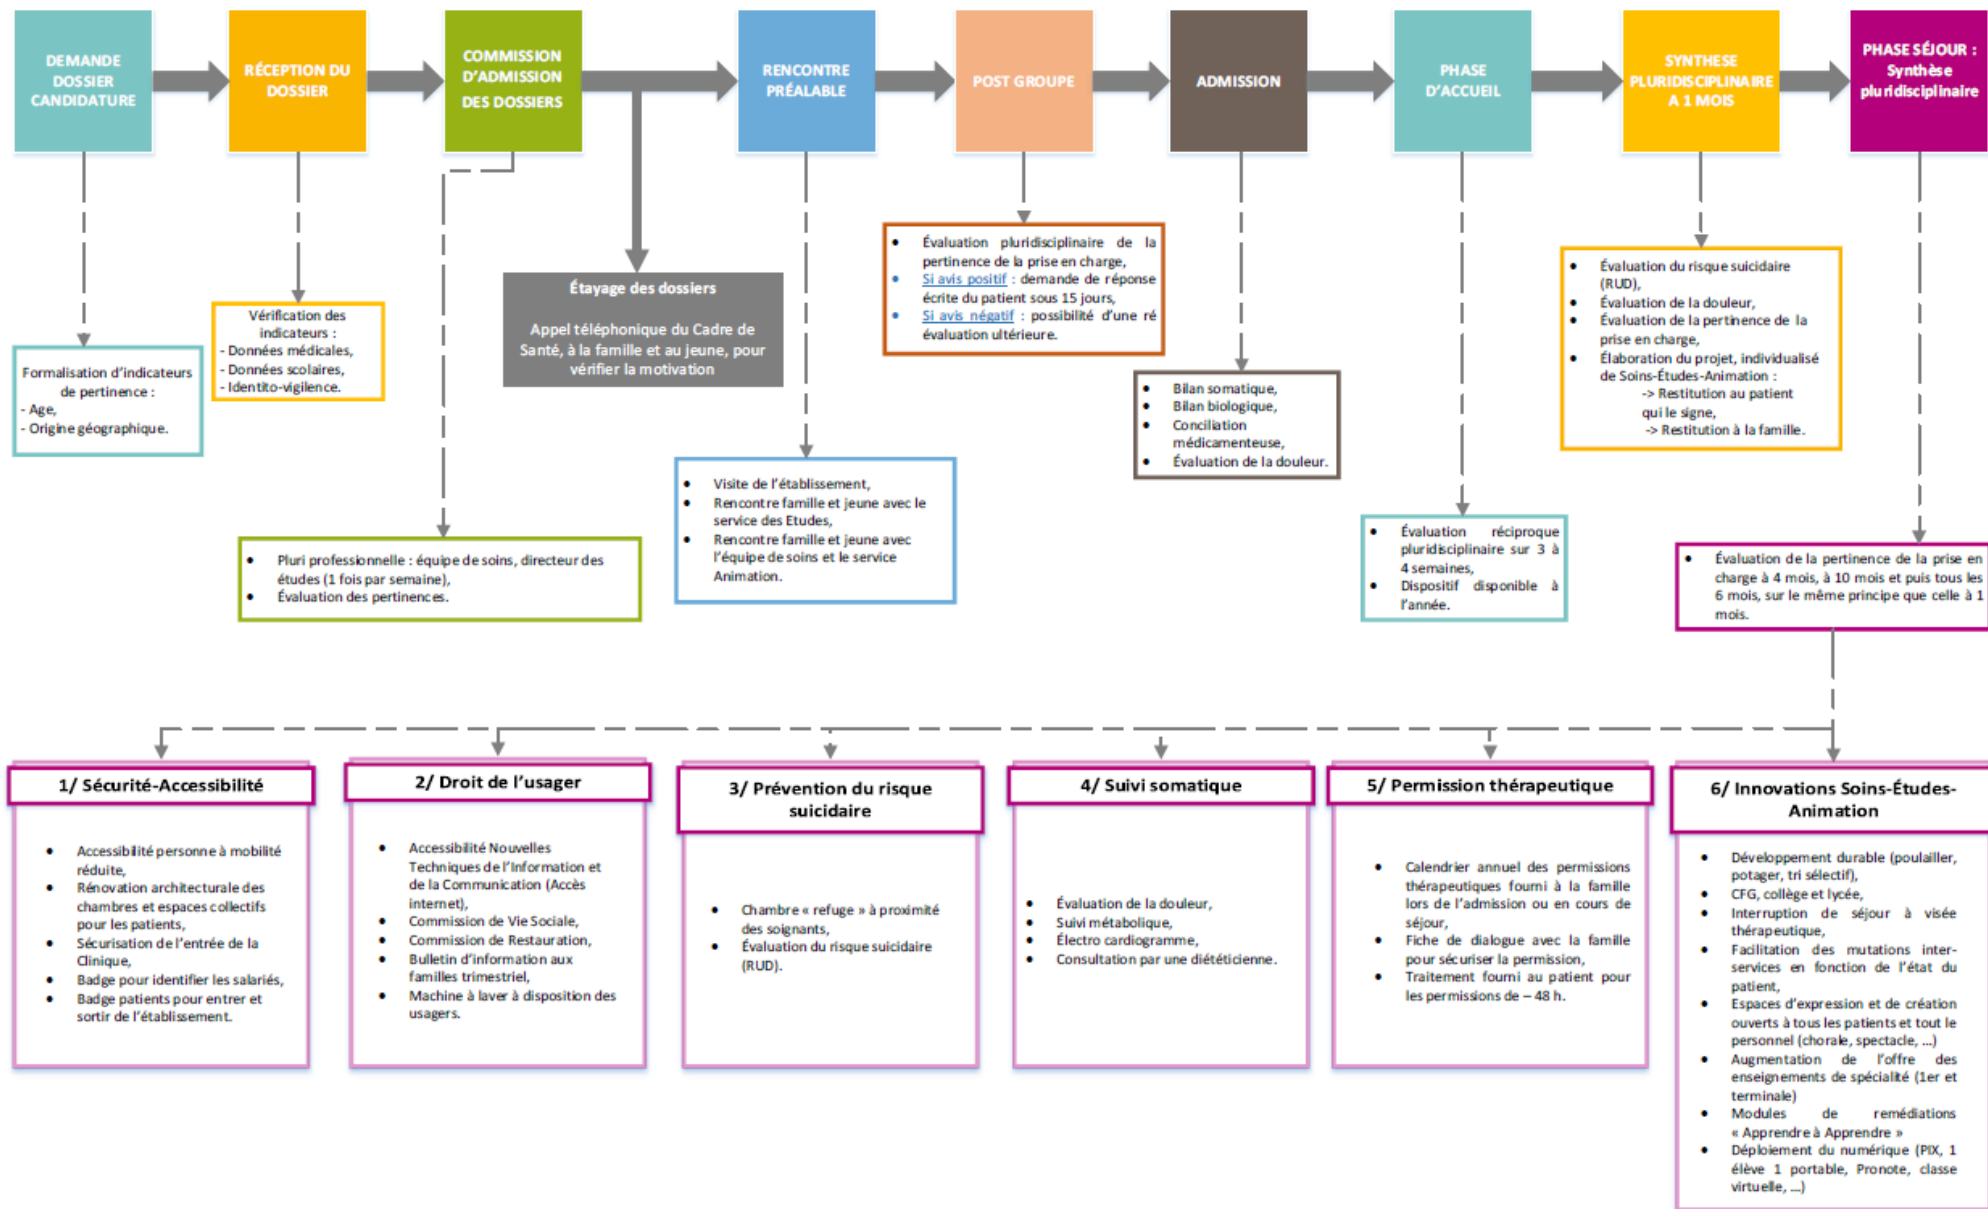 DEMANDE
DOSSIER
CANDIDATURE
RÉCEPTION DU
DOSSIER
COMMISSION
D'ADMISSION
DES DOSSIERS
RENCONTRE
PRÉALABLE
POST GROUPE
ADMISSION
PHASE
D'ACCUEIL
SYNTHESE
PLURIDISCIPLINAIRE
A 1 MOIS
PHASE SÉJOUR :
Synthèse
pluridisciplinaire
Formalisation d'indicateurs
de pertinence :
- Age,
- Origine géographique.
Vérification des
indicateurs :
- Données médicales,
- Données scolaires,
- Identito-vigilence.
• Pluri professionnelle : équipe de soins, directeur des
études (1 fois par semaine),
• Évaluation des pertinences.
Étayage des dossiers
Appel téléphonique du Cadre de
Santé, à la famille et au jeune, pour
vérifier la motivation
• Visite de l'établissement,
• Rencontre famille et jeune avec le
service des Etudes,
• Rencontre famille et jeune avec
l'équipe de soins et le service
Animation.
• Évaluation pluridisciplinaire de la
pertinence de la prise en charge,
• Si avis positif : demande de réponse
écrite du patient sous 15 jours,
• Si avis négatif : possibilité d'une ré
évaluation ultérieure.
• Bilan somatique,
• Bilan biologique,
• Conciliation
médicamenteuse,
• Évaluation de la douleur.
• Évaluation réciproque
pluridisciplinaire sur 3 à
4 semaines,
• Dispositif disponible à
l'année.
• Évaluation du risque suicidaire
(RUD),
• Évaluation de la douleur,
• Évaluation de la pertinence de la
prise en charge,
• Élaboration du projet, individualisé
de Soins-Études-Animation :
-> Restitution au patient
qui le signe,
-> Restitution à la famille.
• Évaluation de la pertinence de la prise en
charge à 4 mois, à 10 mois et puis tous les
6 mois, sur le même principe que celle à 1
mois.
1/ Sécurité-Accessibilité
• Accessibilité personne à mobilité
réduite,
• Rénovation architecturale des
chambres et espaces collectifs
pour les patients,
• Sécurisation de l'entrée de la
Clinique,
• Badge pour identifier les salariés,
• Badge patients pour entrer et
sortir de l'établissement.
2/ Droit de l'usager
• Accessibilité Nouvelles
Techniques de l'Information et
de la Communication (Accès
internet),
• Commission de Vie Sociale,
• Commission de Restauration,
• Bulletin d'information aux
familles trimestriel,
• Machine à laver à disposition des
usagers.
3/ Prévention du risque
suicidaire
• Chambre « refuge » à proximité
des soignants,
• Évaluation du risque suicidaire
(RUD).
4/ Suivi somatique
• Évaluation de la douleur,
• Suivi métabolique,
• Électro cardiogramme,
• Consultation par une diététicienne.
5/ Permission thérapeutique
• Calendrier annuel des permissions
thérapeutiques fourni à la famille
lors de l'admission ou en cours de
séjour,
• Fiche de dialogue avec la famille
pour sécuriser la permission,
• Traitement fourni au patient pour
les permissions de – 48 h.
6/ Innovations Soins-Études-
Animation
• Développement durable (poulailler,
potager, tri sélectif),
• CFG, collège et lycée,
• Interruption de séjour à visée
thérapeutique,
• Facilitation des mutations inter-
services en fonction de l'état du
patient,
• Espaces d'expression et de création
ouverts à tous les patients et tout le
personnel (chorale, spectacle, ...)
• Augmentation de l'offre des
enseignements de spécialité (1er et
terminale)
• Modules de remédiations
« Apprendre à Apprendre »
• Déploiement du numérique (PIX, 1
élève 1 portable, Pronote, classe
virtuelle, ...)